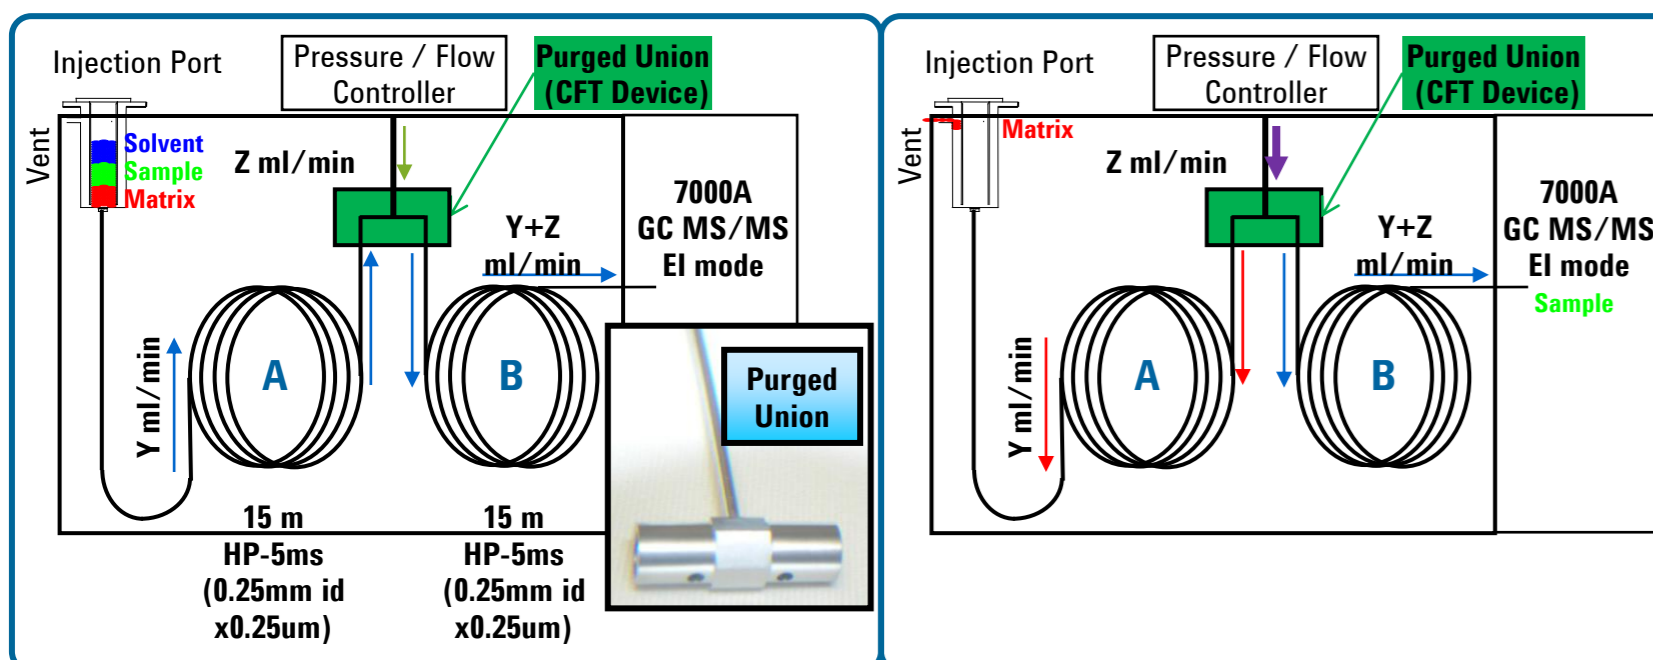 Injection Port
Pressure / Flow
Controller
Purged Union
(CFT Device)
Vent
Solvent
Sample
Matrix
Z ml/min
7000A
GC MS/MS
EI mode
Y+Z
ml/min
Y ml/min
A
B
Purged
Union
15 m
HP-5ms
(0.25mm id
x0.25um)
15 m
HP-5ms
(0.25mm id
x0.25um)
Injection Port
Pressure / Flow
Controller
Purged Union
(CFT Device)
Vent
Matrix
Z ml/min
7000A
GC MS/MS
EI mode
Sample
Y+Z
ml/min
Y ml/min
A
B